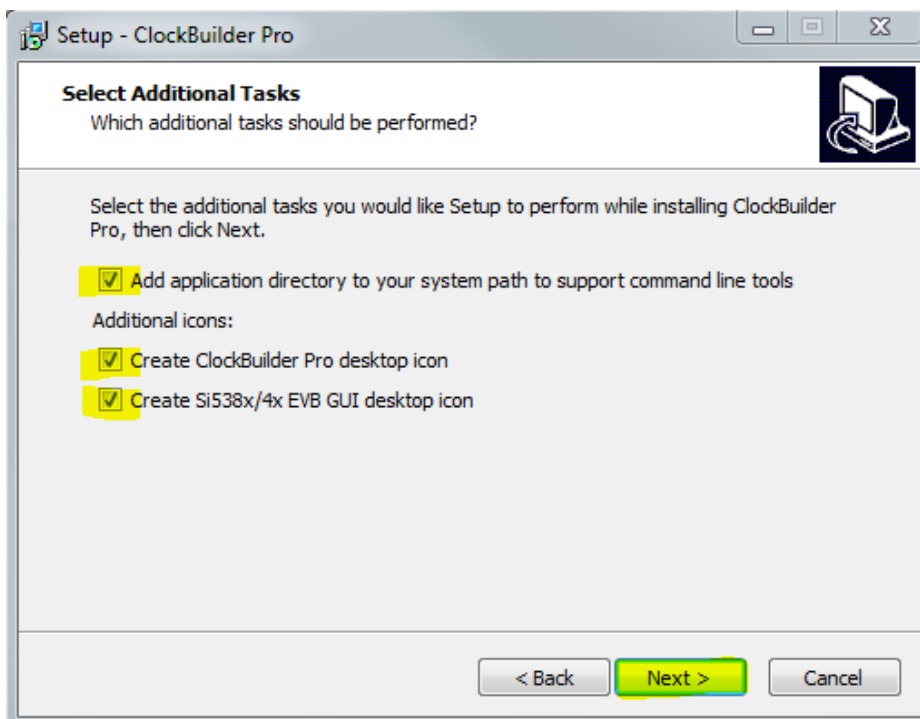 Setup - ClockBuilder Pro
Select Additional Tasks
Which additional tasks should be performed?
Select the additional tasks you would like Setup to perform while installing ClockBuilder
Pro, then click Next.
Add application directory to your system path to support command line tools
Additional icons:
Create ClockBuilder Pro desktop icon
Create Si538x/4x EVB GUI desktop icon
< Back Next > Cancel